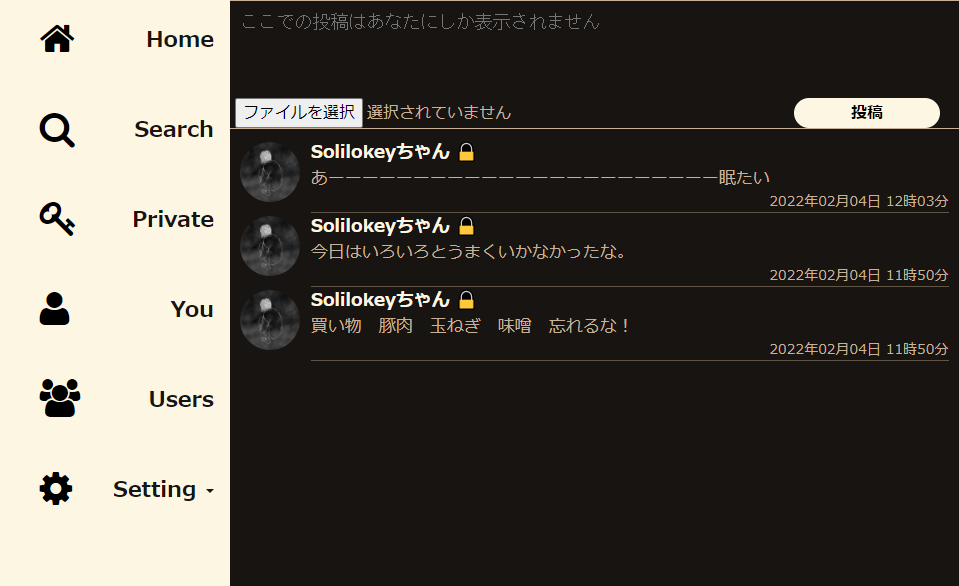 Home
Search
Private
You
Users
Setting
ここでの投稿はあなたにしか表示されません
ファイルを選択 選択されていません
投稿
Solilokeyちゃん
あーーーーーーーーーーーーーーーーーーーーーーー眠たい
2022年02月04日 12時03分
Solilokeyちゃん
今日はいろいろとうまくいかなかったな。
2022年02月04日 11時50分
Solilokeyちゃん
買い物　豚肉　玉ねぎ　味噌　忘れるな！
2022年02月04日 11時50分